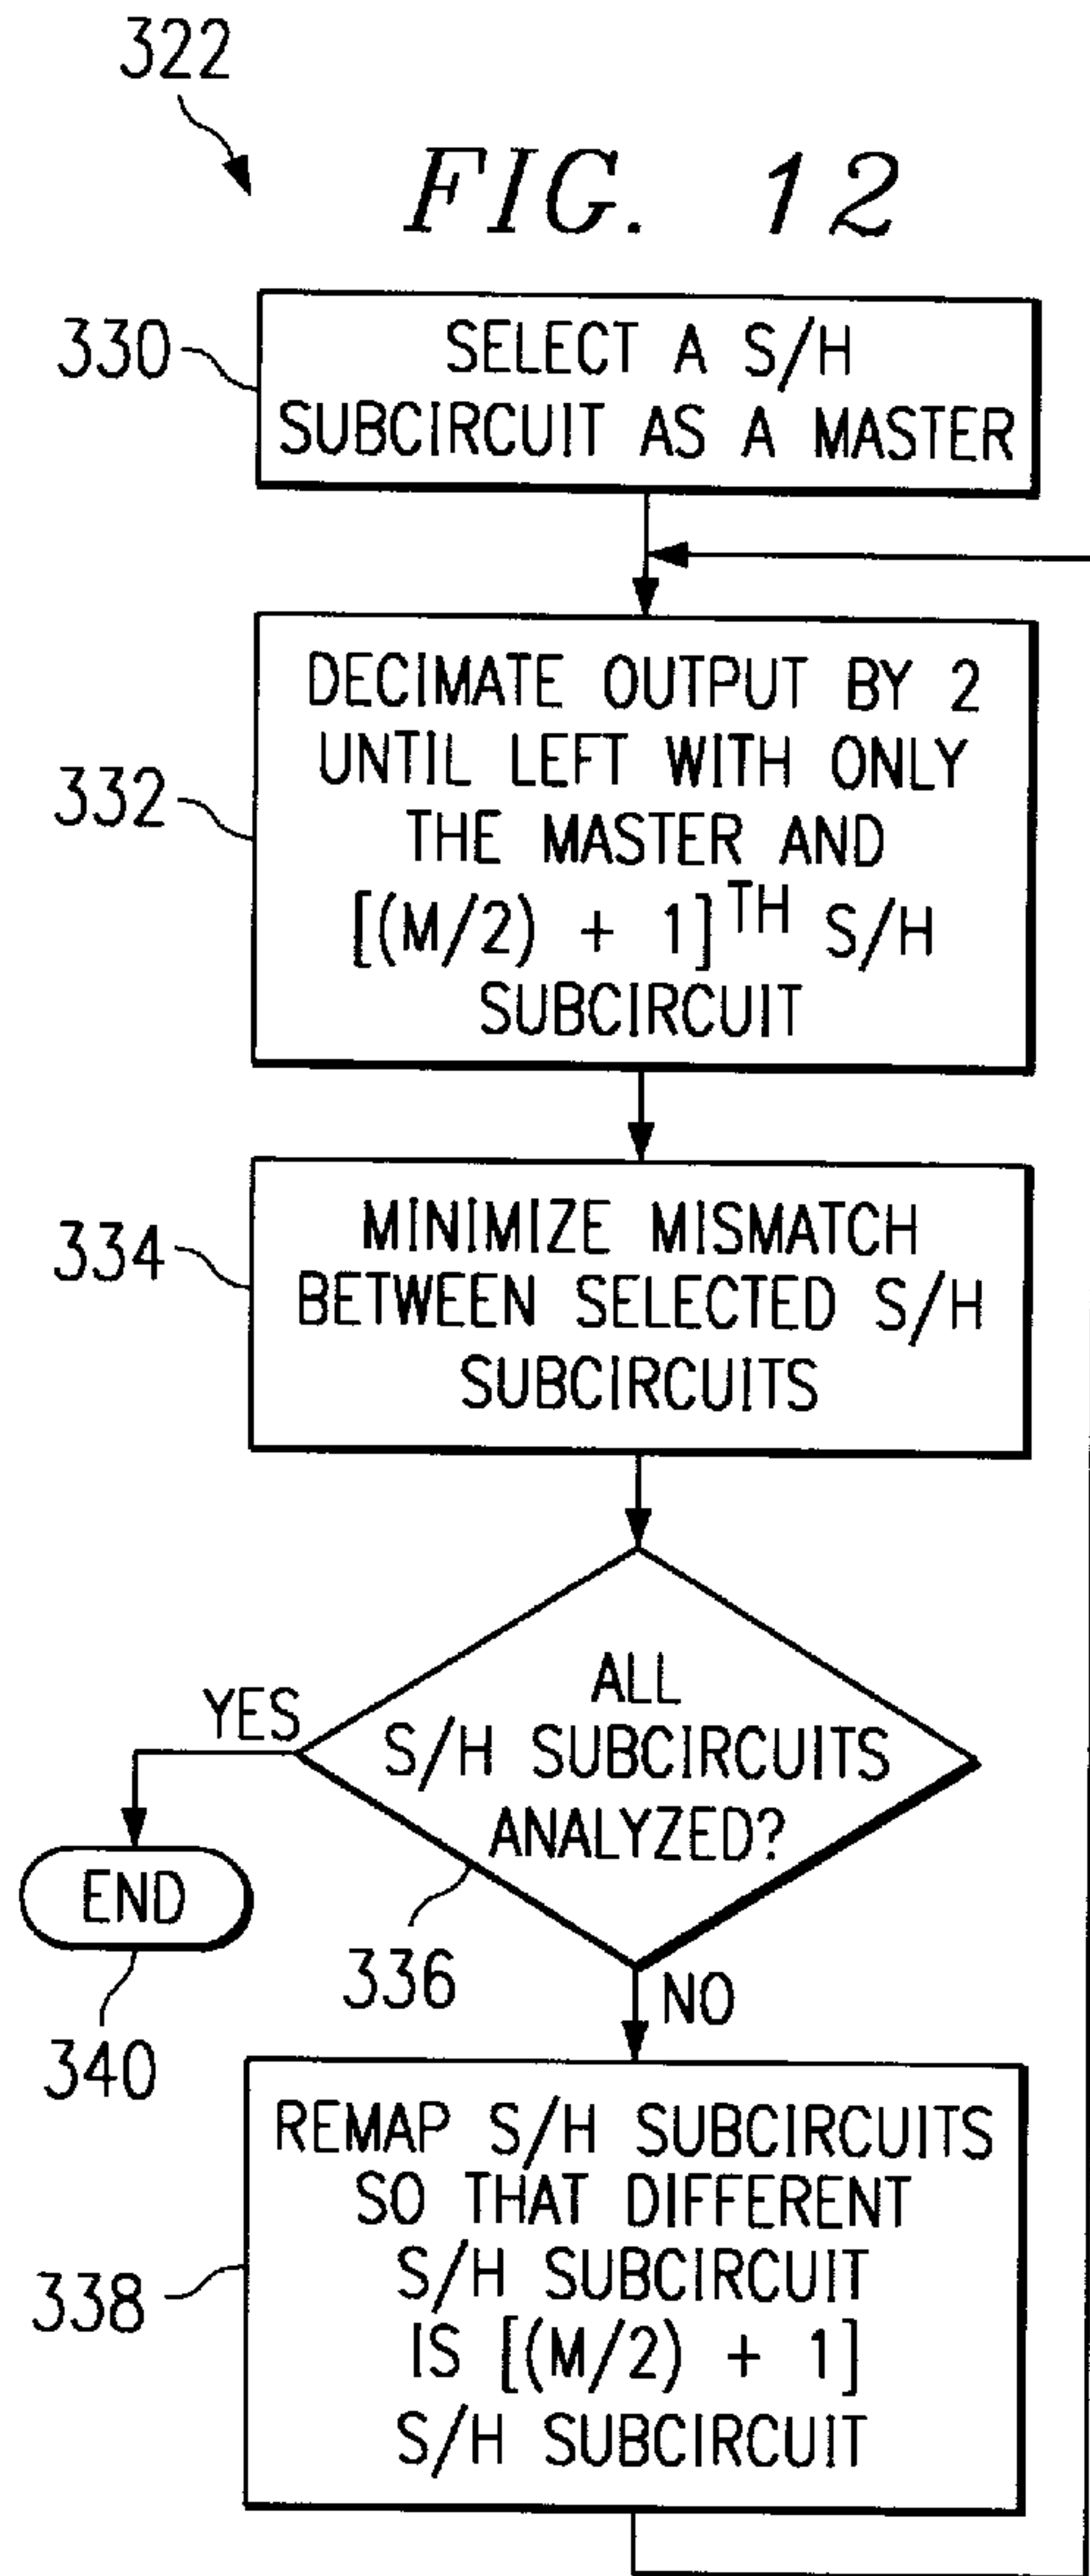 322
FIG. 12
330
SELECT A S/H
SUBCIRCUIT AS A MASTER
332
DECIMATE OUTPUT BY 2
UNTIL LEFT WITH ONLY
THE MASTER AND
[(M/2) + 1]TH S/H
SUBCIRCUIT
334
MINIMIZE MISMATCH
BETWEEN SELECTED S/H
SUBCIRCUITS
ALL
S/H SUBCIRCUITS
ANALYZED?
YES
END
336
NO
340
338
REMAP S/H SUBCIRCUITS
SO THAT DIFFERENT
S/H SUBCIRCUIT
IS [(M/2) + 1]
S/H SUBCIRCUIT